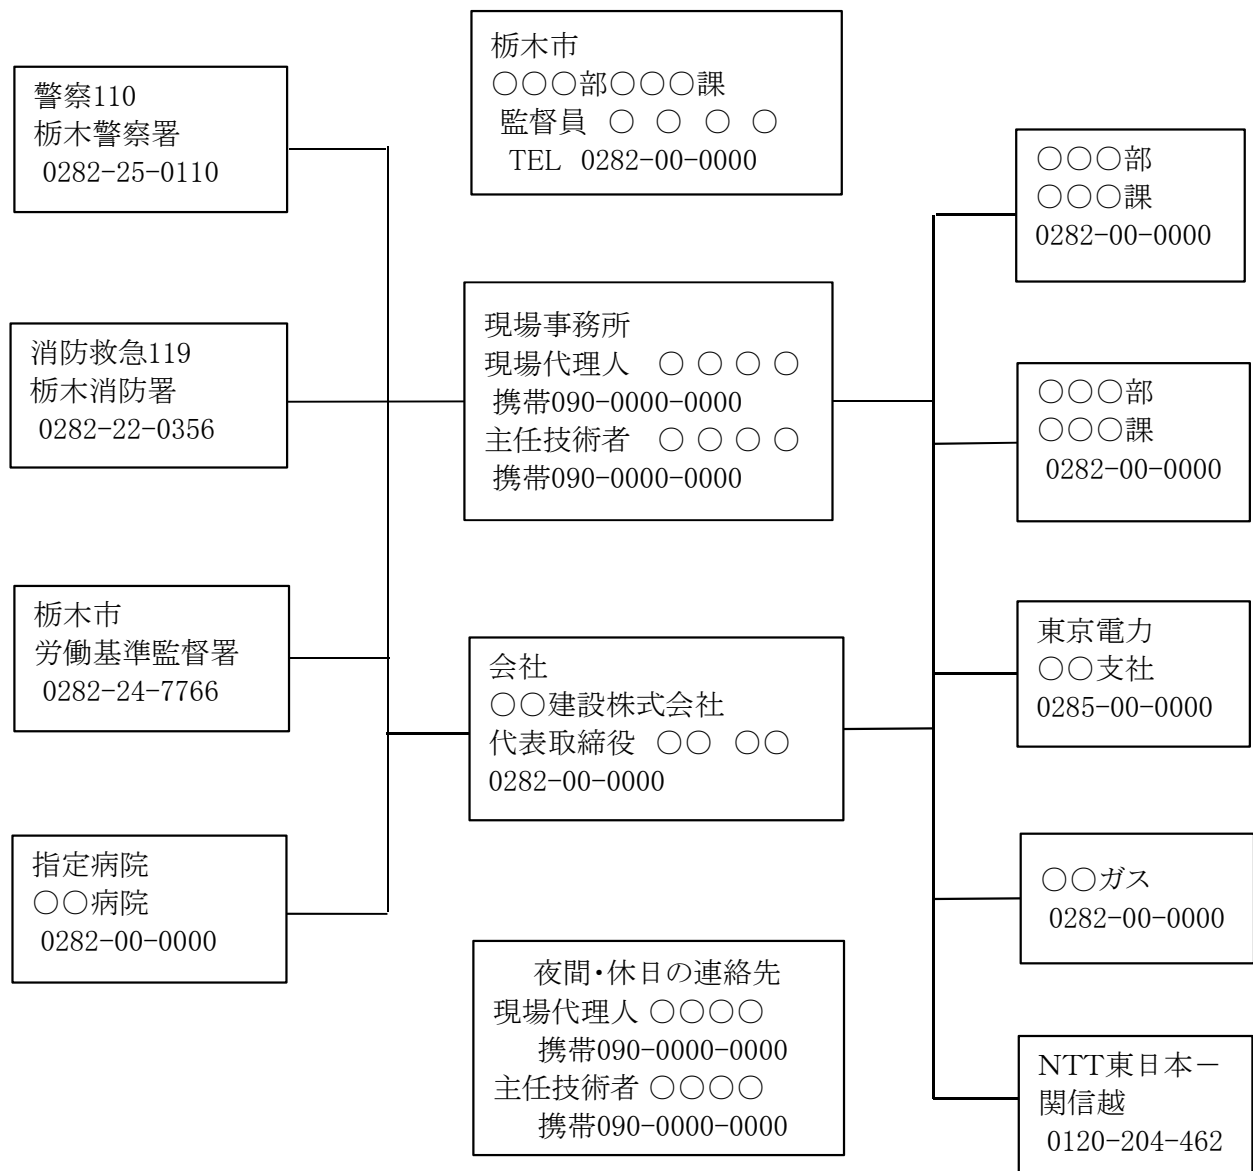 警察110
栃木警察署
0282-25-0110
消防救急119
栃木消防署
0282-22-0356
栃木市
労働基準監督署
0282-24-7766
指定病院
○○病院
0282-00-0000
栃木市
○○○部○○○課
監督員 ○ ○ ○ ○
TEL 0282-00-0000
現場事務所
現場代理人 ○ ○ ○ ○
携帯090-0000-0000
主任技術者 ○ ○ ○ ○
携帯090-0000-0000
会社
○○建設株式会社
代表取締役 ○○ ○○
0282-00-0000
夜間・休日の連絡先
現場代理人 ○○○○
携帯090-0000-0000
主任技術者 ○○○○
携帯090-0000-0000
○○○部
○○○課
0282-00-0000
○○○部
○○○課
0282-00-0000
東京電力
○○支社
0285-00-0000
○○ガス
0282-00-0000
NTT東日本－
関信越
0120-204-462